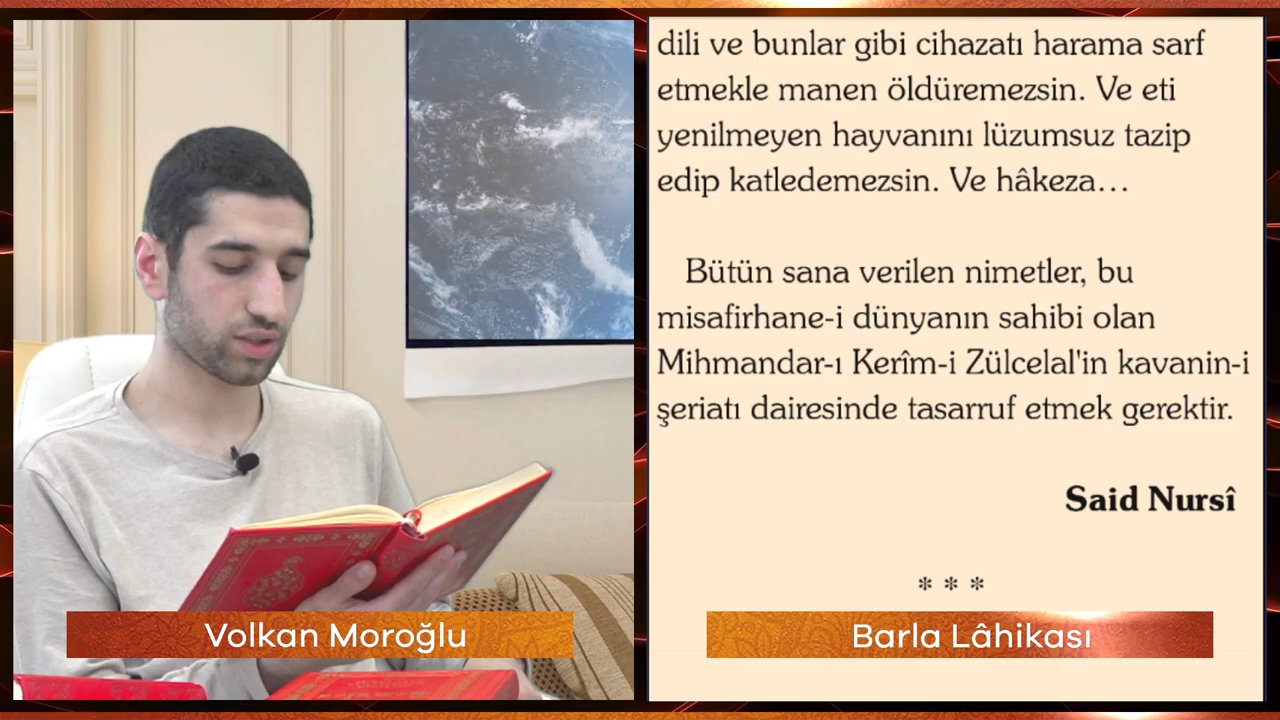 dili ve bunlar gibi cihazatı harama sarf
etmekle manen öldüremezsin. Ve eti
yenilmeyen hayvanını lüzumsuz tazip
edip katledemezsin. Ve hâkeza...
Bütün sana verilen nimetler, bu
misafirhane-i dünyanın sahibi olan
Mihmandar-ı Kerîm-i Zülcelal'in kavanin-i
şeriatı dairesinde tasarruf etmek gerektir.
Said Nursî
* * *
Volkan Moroğlu
Barla Lâhikası